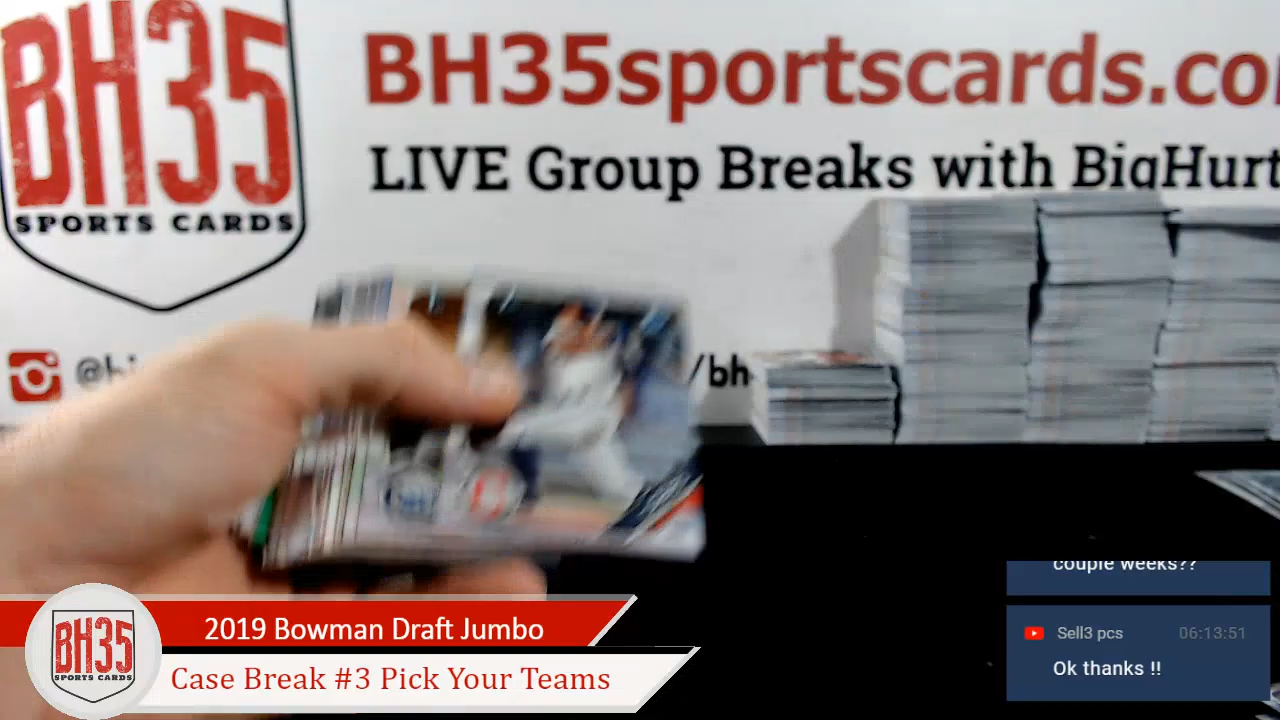 BH35
SPORTS CARDS
BH35sportscards.co
LIVE Group Breaks with BigHurt
@b
/bh
couple weeks??
Sell3 pcs 06:13:51
Ok thanks !!
BH35
SPORTS CARDS
2019 Bowman Draft Jumbo
Case Break #3 Pick Your Teams